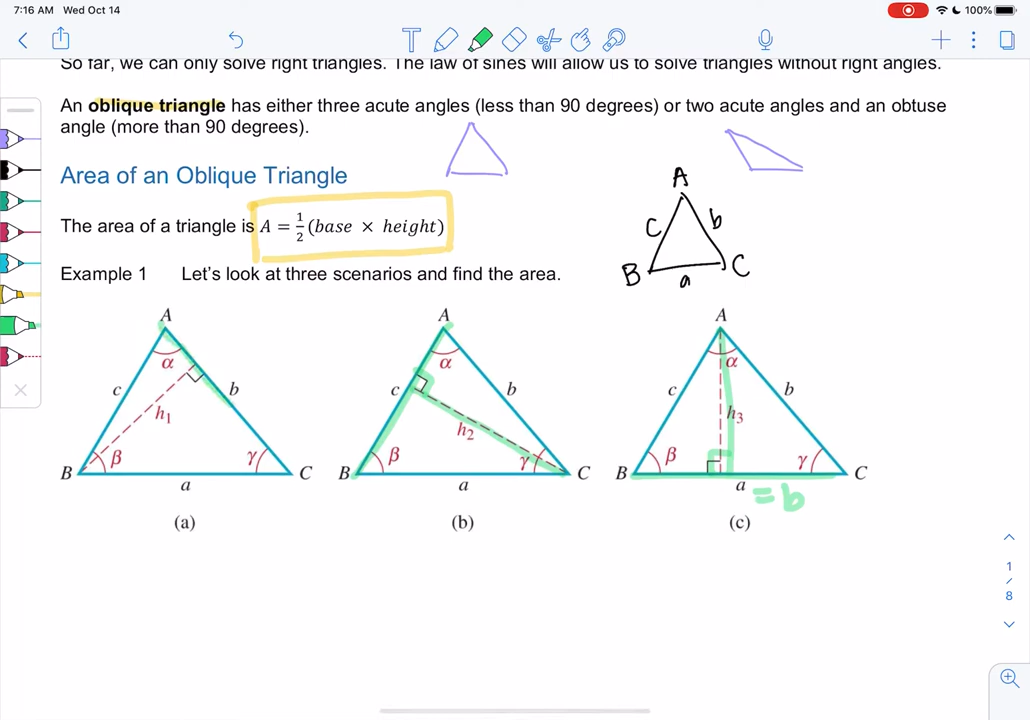 7:16 AM Wed Oct 14
100%
So far, we can only solve right triangles. The law of sines will allow us to solve triangles without right angles.
An oblique triangle has either three acute angles (less than 90 degrees) or two acute angles and an obtuse
angle (more than 90 degrees).
Area of an Oblique Triangle
The area of a triangle is A = 1/2 (base × height)
A
c b
B a C
Example 1 Let's look at three scenarios and find the area.
A A A
α α α
c b c b c b
h1 h2 h3
B β γ C B β γ C B β γ C
a a a = b
(a) (b) (c)
1
/
8
T